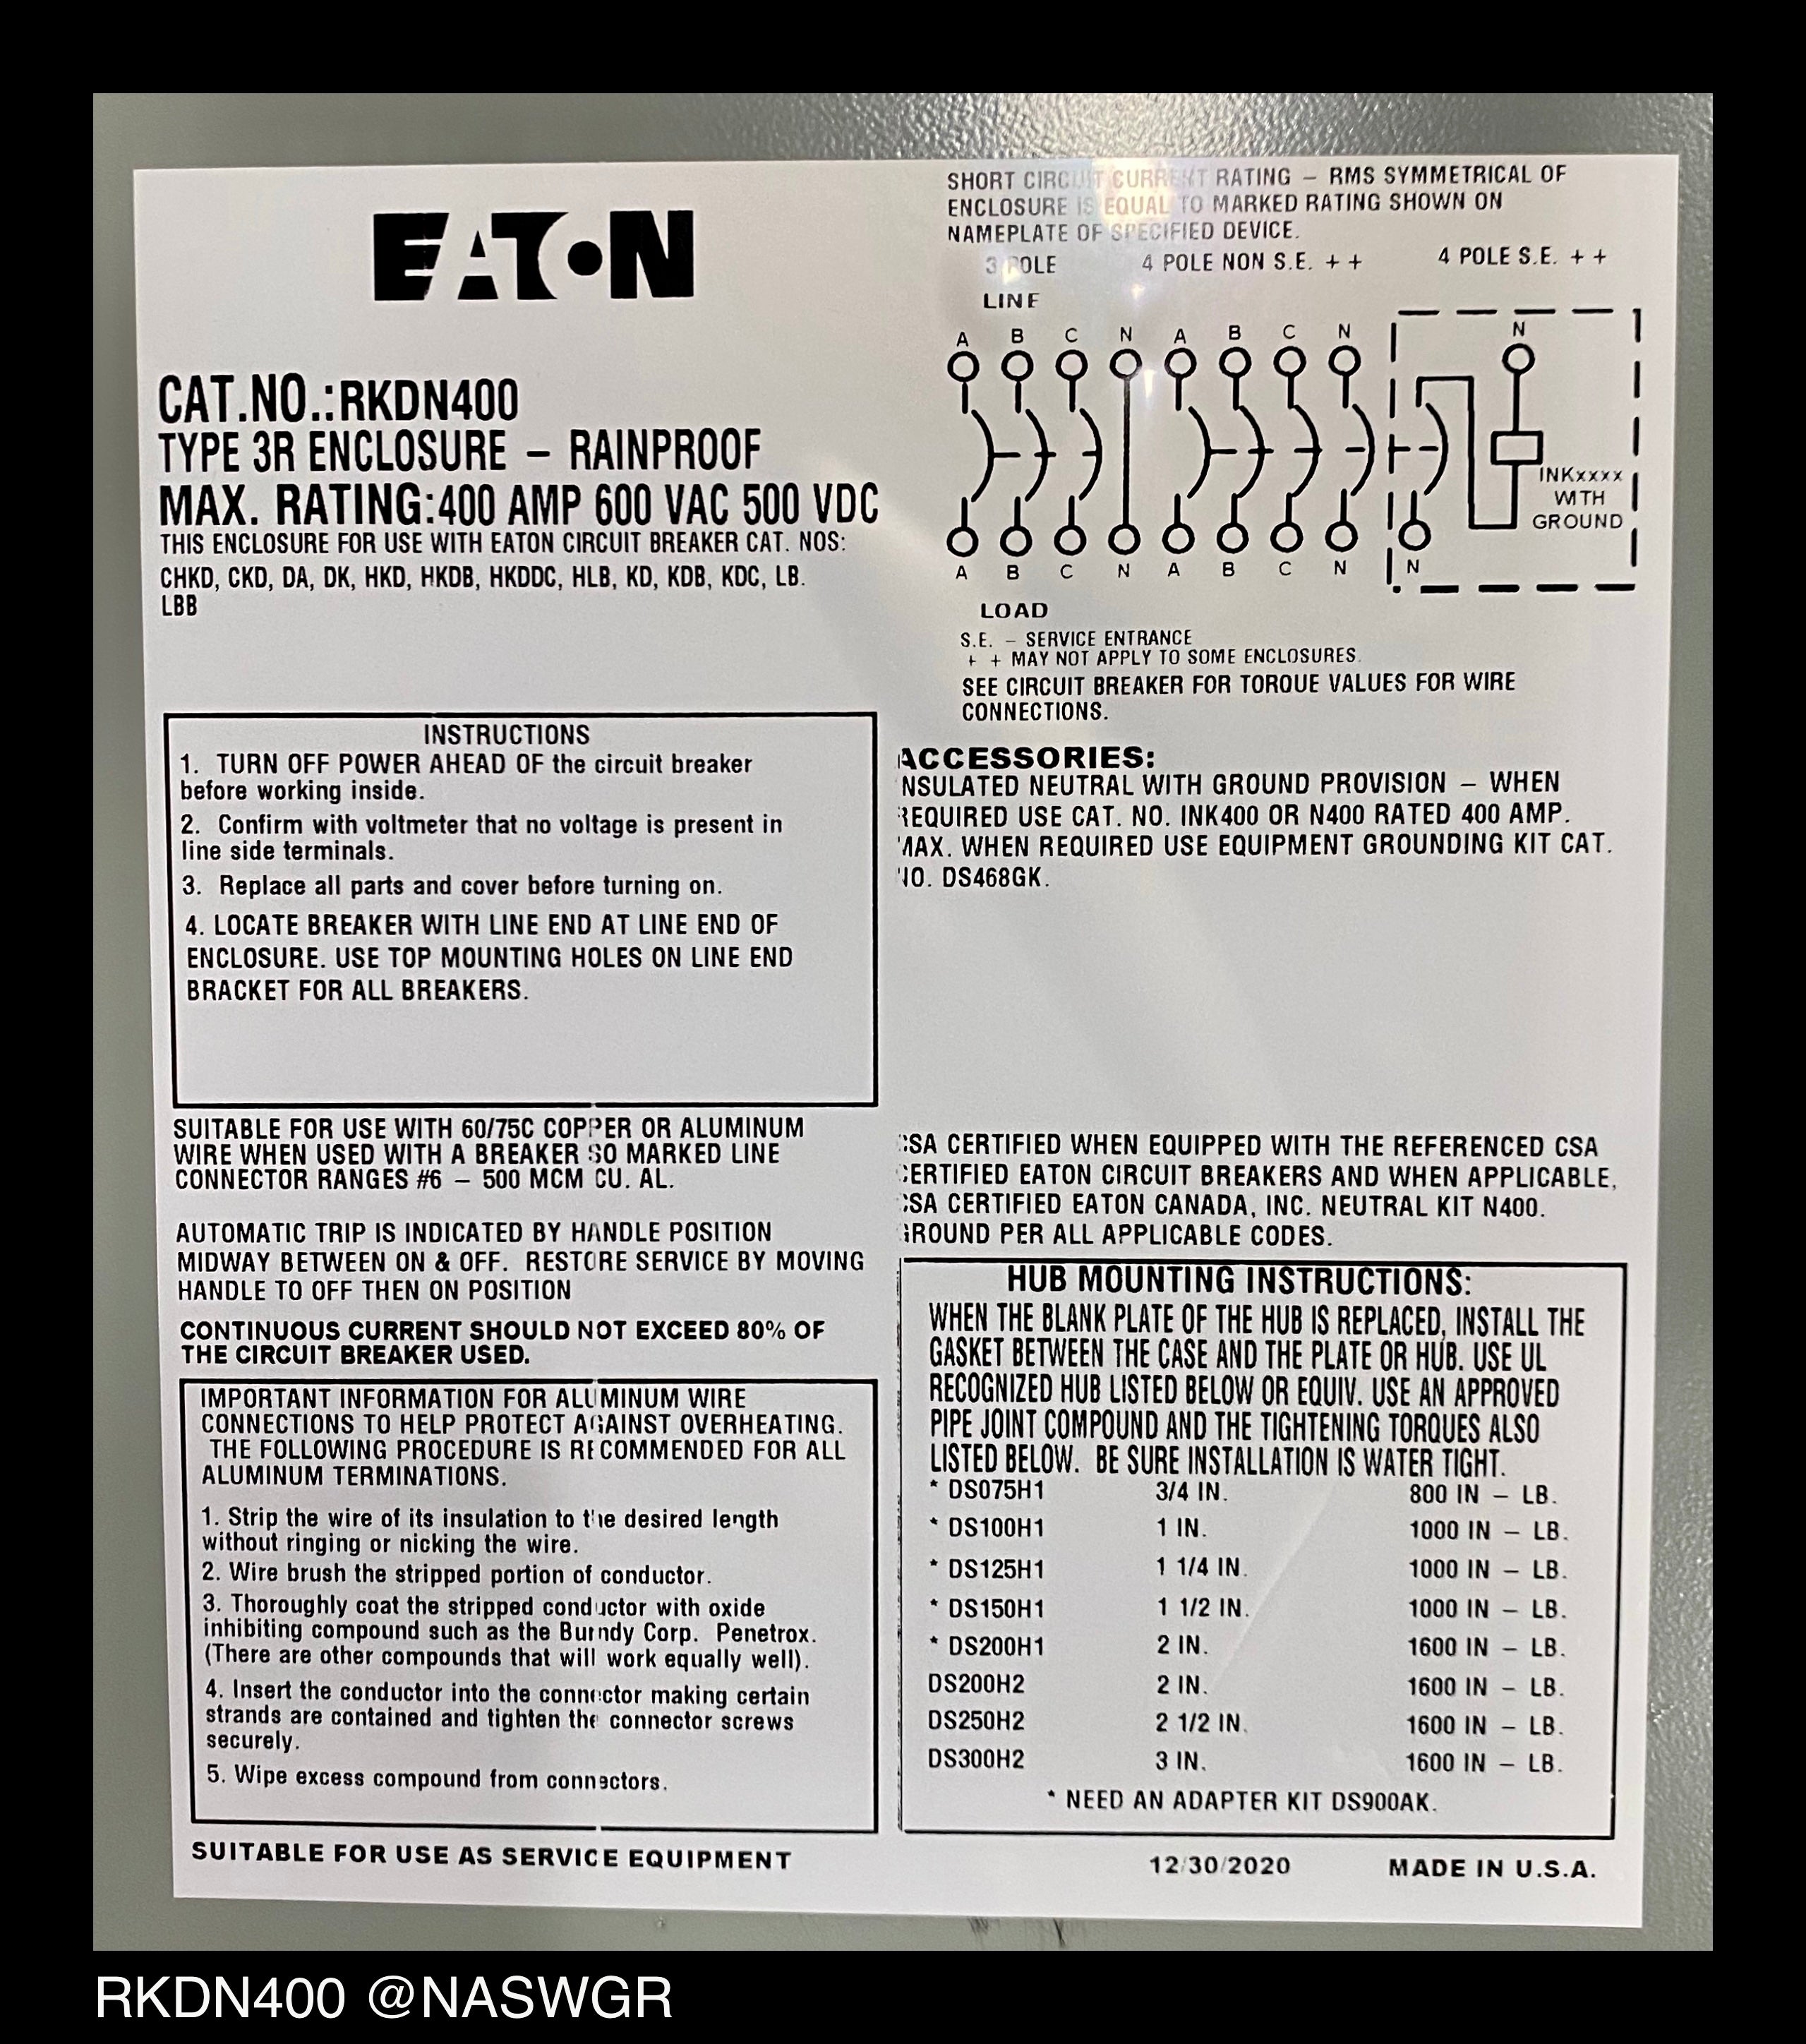 EATON
CAT.NO.:RKDN400
TYPE 3R ENCLOSURE – RAINPROOF
MAX. RATING:400 AMP 600 VAC 500 VDC
THIS ENCLOSURE FOR USE WITH EATON CIRCUIT BREAKER CAT. NOS:
CHKD, CKD, DA, DK, HKD, HKDB, HKDDC, HLB, KD, KDB, KDC, LB.
LBB
INSTRUCTIONS
1. TURN OFF POWER AHEAD OF the circuit breaker
before working inside.
2. Confirm with voltmeter that no voltage is present in
line side terminals.
3. Replace all parts and cover before turning on.
4. LOCATE BREAKER WITH LINE END AT LINE END OF
ENCLOSURE. USE TOP MOUNTING HOLES ON LINE END
BRACKET FOR ALL BREAKERS.
SUITABLE FOR USE WITH 60/75C COPPER OR ALUMINUM
WIRE WHEN USED WITH A BREAKER SO MARKED LINE
CONNECTOR RANGES #6 – 500 MCM CU. AL.
AUTOMATIC TRIP IS INDICATED BY HANDLE POSITION
MIDWAY BETWEEN ON & OFF. RESTORE SERVICE BY MOVING
HANDLE TO OFF THEN ON POSITION
CONTINUOUS CURRENT SHOULD NOT EXCEED 80% OF
THE CIRCUIT BREAKER USED.
IMPORTANT INFORMATION FOR ALUMINUM WIRE
CONNECTIONS TO HELP PROTECT AGAINST OVERHEATING.
THE FOLLOWING PROCEDURE IS RECOMMENDED FOR ALL
ALUMINUM TERMINATIONS.
1. Strip the wire of its insulation to the desired length
without ringing or nicking the wire.
2. Wire brush the stripped portion of conductor.
3. Thoroughly coat the stripped conductor with oxide
inhibiting compound such as the Burndy Corp. Penetrox.
(There are other compounds that will work equally well).
4. Insert the conductor into the connector making certain
strands are contained and tighten the connector screws
securely.
5. Wipe excess compound from connectors.
SUITABLE FOR USE AS SERVICE EQUIPMENT
SHORT CIRCUIT CURRENT RATING – RMS SYMMETRICAL OF
ENCLOSURE IS EQUAL TO MARKED RATING SHOWN ON
NAMEPLATE OF SPECIFIED DEVICE.
3 POLE 4 POLE NON S.E. + + 4 POLE S.E. + +
LINE
A B C N A B C N N
INKxxxx
WITH
GROUND
A B C N A B C N N
LOAD
S.E. – SERVICE ENTRANCE
+ + MAY NOT APPLY TO SOME ENCLOSURES.
SEE CIRCUIT BREAKER FOR TORQUE VALUES FOR WIRE
CONNECTIONS.
ACCESSORIES:
NSULATED NEUTRAL WITH GROUND PROVISION – WHEN
REQUIRED USE CAT. NO. INK400 OR N400 RATED 400 AMP.
MAX. WHEN REQUIRED USE EQUIPMENT GROUNDING KIT CAT.
NO. DS468GK.
CSA CERTIFIED WHEN EQUIPPED WITH THE REFERENCED CSA
CERTIFIED EATON CIRCUIT BREAKERS AND WHEN APPLICABLE,
CSA CERTIFIED EATON CANADA, INC. NEUTRAL KIT N400.
GROUND PER ALL APPLICABLE CODES.
HUB MOUNTING INSTRUCTIONS:
WHEN THE BLANK PLATE OF THE HUB IS REPLACED, INSTALL THE
GASKET BETWEEN THE CASE AND THE PLATE OR HUB. USE UL
RECOGNIZED HUB LISTED BELOW OR EQUIV. USE AN APPROVED
PIPE JOINT COMPOUND AND THE TIGHTENING TORQUES ALSO
LISTED BELOW. BE SURE INSTALLATION IS WATER TIGHT.
* DS075H1 3/4 IN. 800 IN – LB.
* DS100H1 1 IN. 1000 IN – LB.
* DS125H1 1 1/4 IN. 1000 IN – LB.
* DS150H1 1 1/2 IN. 1000 IN – LB.
* DS200H1 2 IN. 1600 IN – LB.
DS200H2 2 IN. 1600 IN – LB.
DS250H2 2 1/2 IN. 1600 IN – LB.
DS300H2 3 IN. 1600 IN – LB.
* NEED AN ADAPTER KIT DS900AK.
12/30/2020 MADE IN U.S.A.
RKDN400 @NASWGR